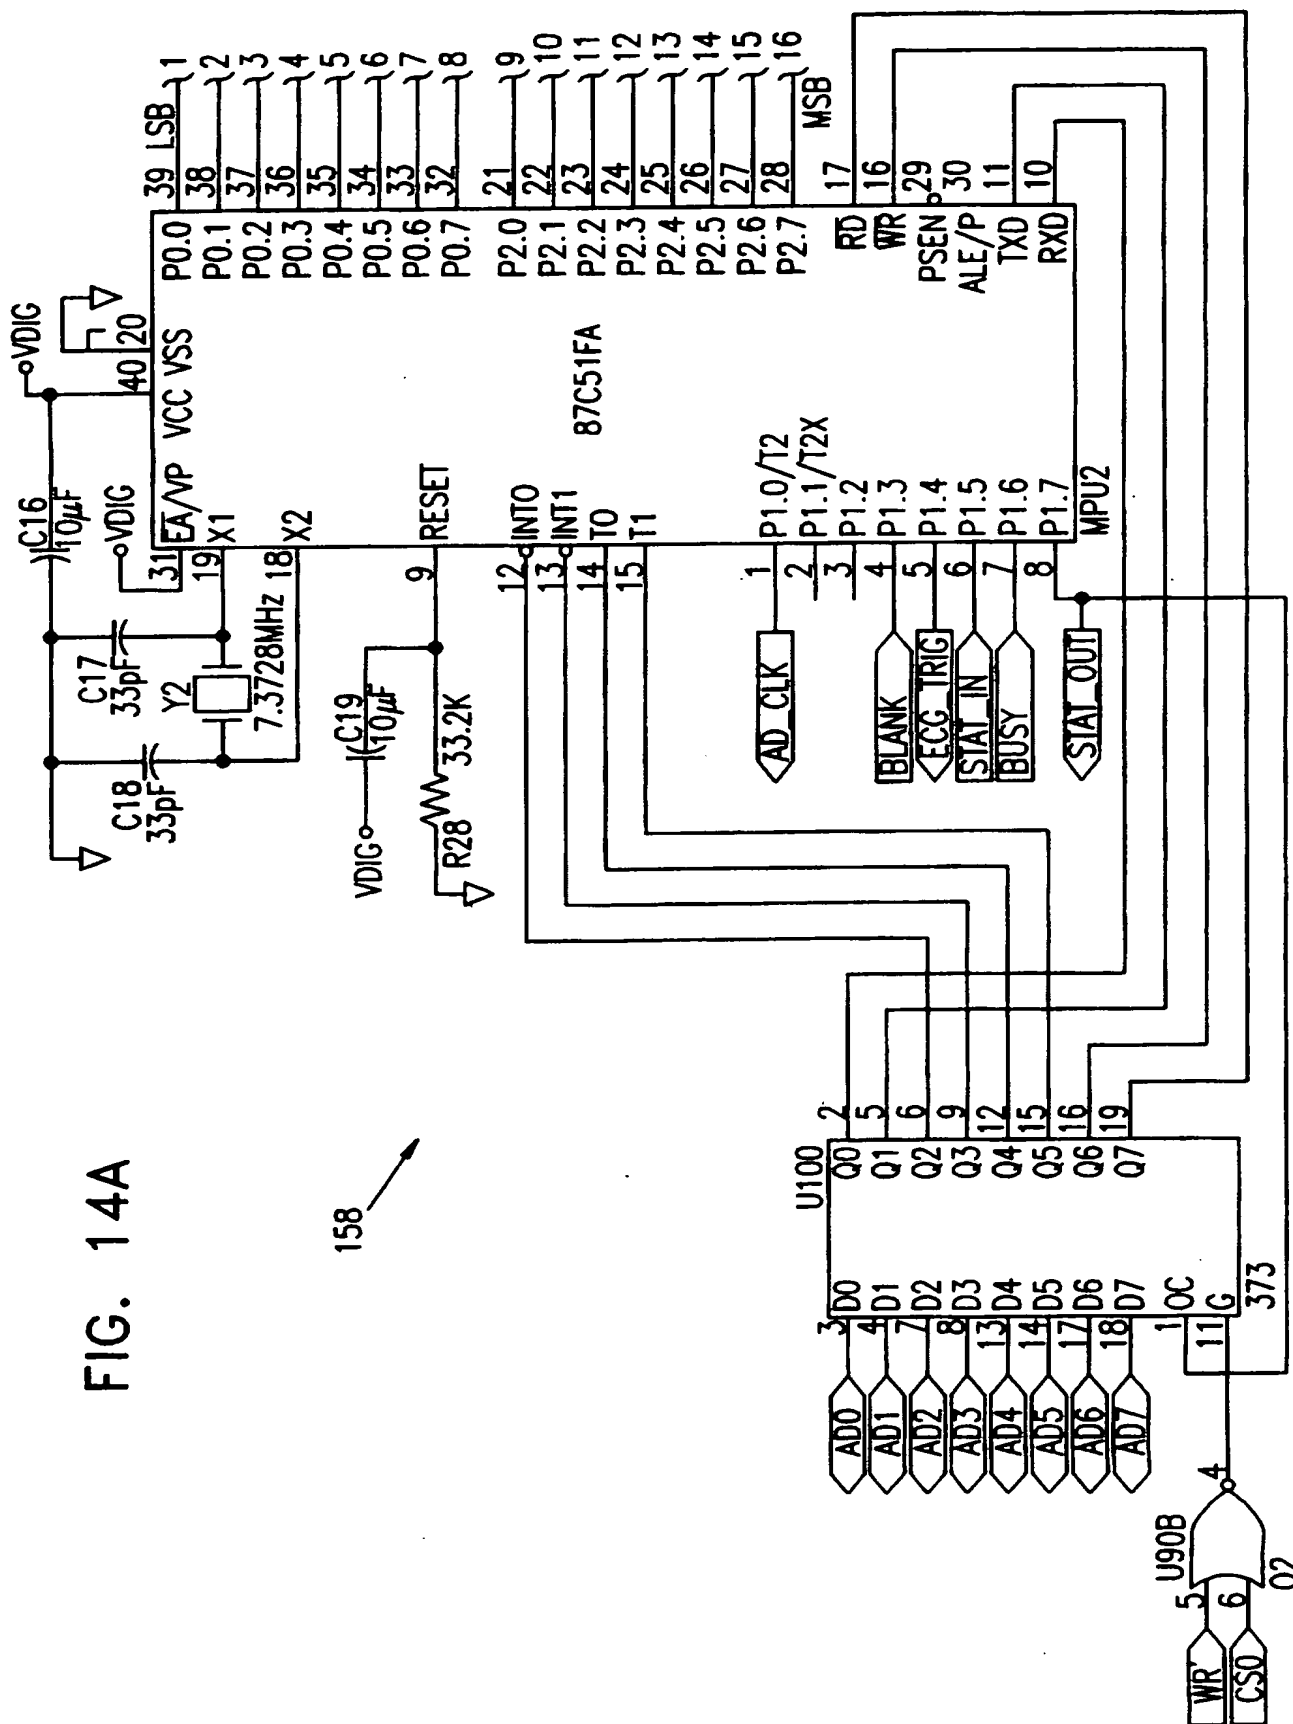 FIG. 14A
158
VDIG
C16
10µF
C17
33pF
C18
33pF
Y2
7.3728MHz
VDIG
31
19
18
40
20
EA/VP
X1
X2
VCC
VSS
VDIG
C19
10µF
R28
33.2K
9
RESET
12
13
14
15
INTO
INT1
TO
T1
87C51FA
MPU2
39 LSB 1
38 2
37 3
36 4
35 5
34 6
33 7
32 8
P0.0
P0.1
P0.2
P0.3
P0.4
P0.5
P0.6
P0.7
21 9
22 10
23 11
24 12
25 13
26 14
27 15
28 16
MSB
P2.0
P2.1
P2.2
P2.3
P2.4
P2.5
P2.6
P2.7
17
16
29
30
11
10
RD
WR
PSEN
ALE/P
TXD
RXD
AD_CLK 1 P1.0/T2
2 P1.1/T2X
3 P1.2
BLANK 4 P1.3
ECG_TRIG 5 P1.4
STAT_IN 6 P1.5
BUSY 7 P1.6
STAT_OUT 8 P1.7
U100
AD0 3 D0 Q0 2
AD1 4 D1 Q1 5
AD2 7 D2 Q2 6
AD3 8 D3 Q3 9
AD4 13 D4 Q4 12
AD5 14 D5 Q5 15
AD6 17 D6 Q6 16
AD7 18 D7 Q7 19
1 OC
11 G
373
U90B
WR' 5
CS0 6
4
02